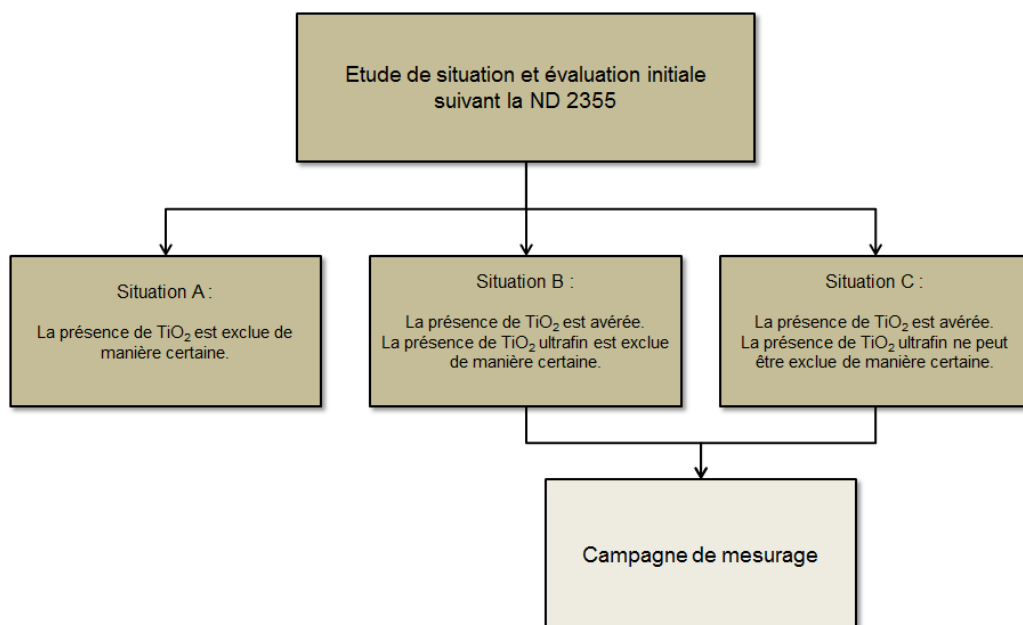 Etude de situation et évaluation initiale
suivant la ND 2355
Situation A :
La présence de TiO₂ est exclue de
manière certaine.
Situation B :
La présence de TiO₂ est avérée.
La présence de TiO₂ ultrafin est exclue
de manière certaine.
Situation C :
La présence de TiO₂ est avérée.
La présence de TiO₂ ultrafin ne peut
être exclue de manière certaine.
Campagne de mesurage